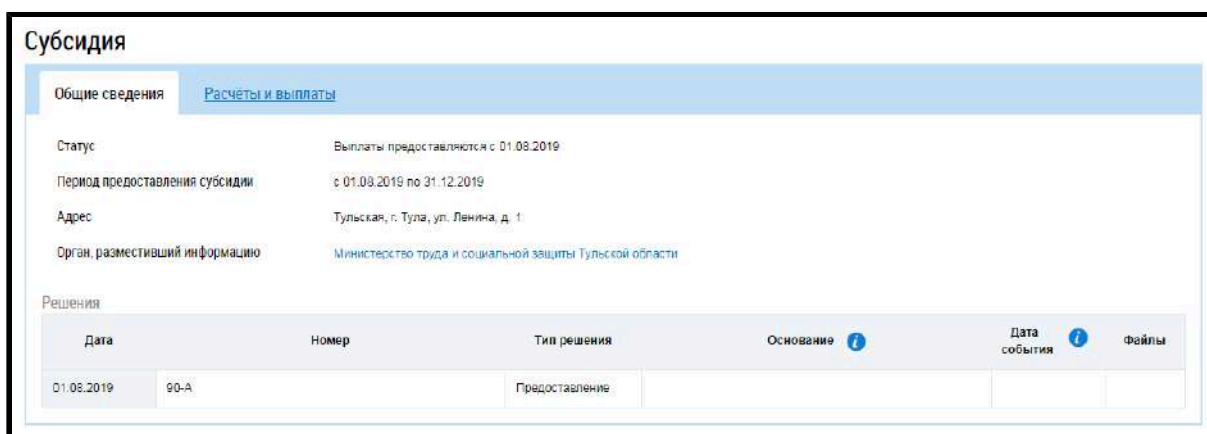 Субсидия
Общие сведения Расчёты и выплаты
Статус Выплаты предоставляются с 01.08.2019
Период предоставления субсидии с 01.08.2019 по 31.12.2019
Адрес Тульская, г. Тула, ул. Ленина, д. 1
Орган, разместивший информацию Министерство труда и социальной защиты Тульской области
Решения
Дата Номер Тип решения Основание i Дата события i Файлы
01.08.2019 90-А Предоставление